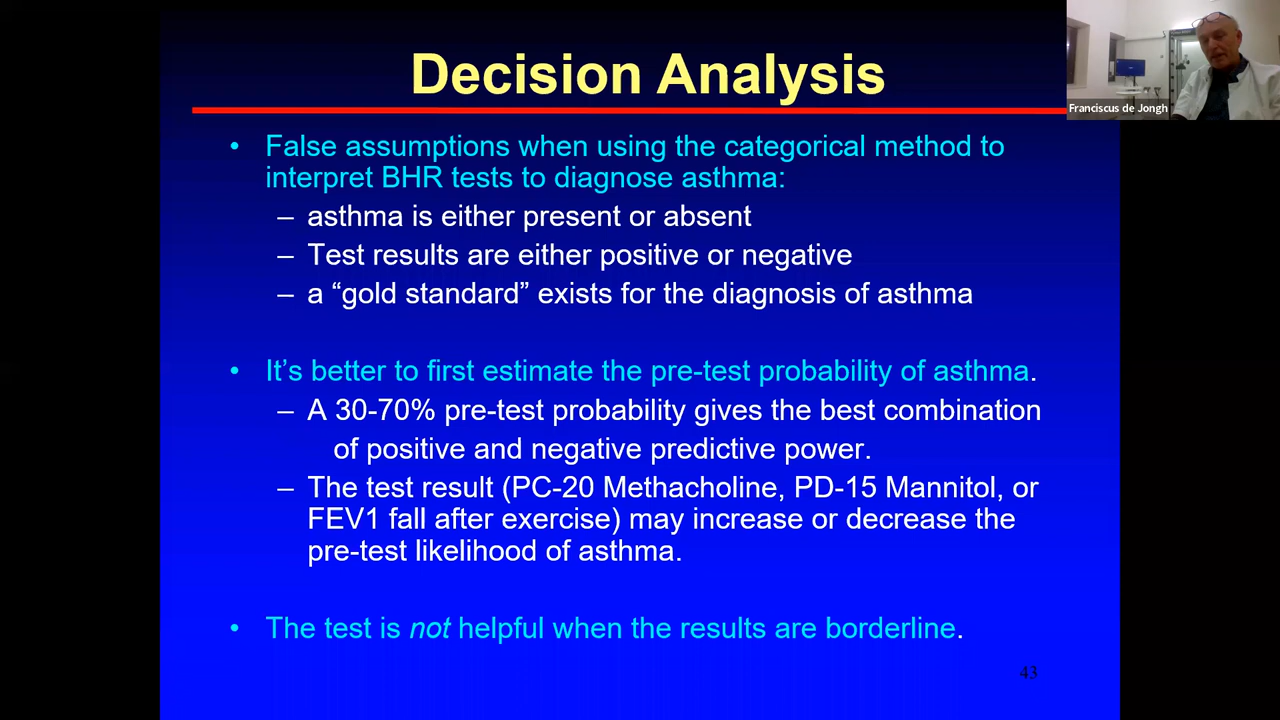 Decision Analysis
Franciscus de Jongh
• False assumptions when using the categorical method to
interpret BHR tests to diagnose asthma:
– asthma is either present or absent
– Test results are either positive or negative
– a “gold standard” exists for the diagnosis of asthma
• It’s better to first estimate the pre-test probability of asthma.
– A 30-70% pre-test probability gives the best combination
of positive and negative predictive power.
– The test result (PC-20 Methacholine, PD-15 Mannitol, or
FEV1 fall after exercise) may increase or decrease the
pre-test likelihood of asthma.
• The test is not helpful when the results are borderline.
43